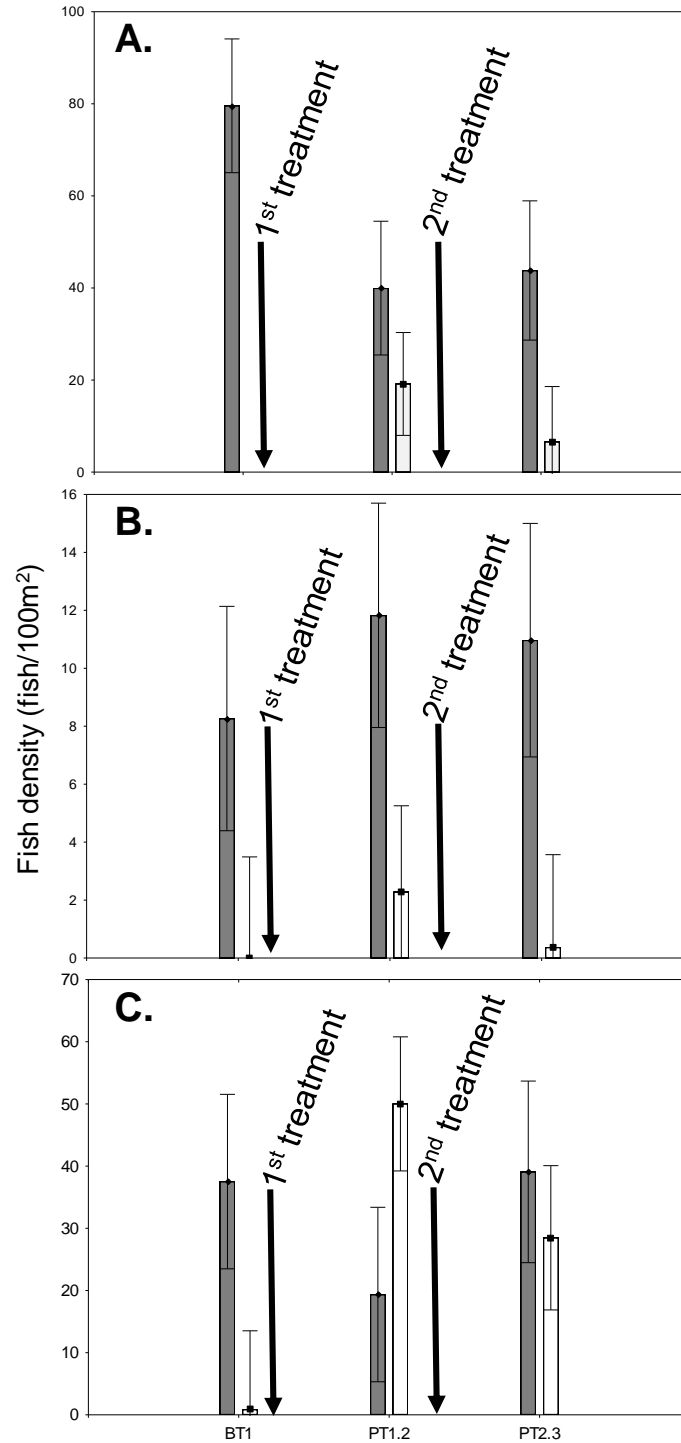 A.
1st treatment
2nd treatment
100
80
60
40
20
0
B.
1st treatment
2nd treatment
16
14
12
10
8
6
4
2
0
C.
1st treatment
2nd treatment
70
60
50
40
30
20
10
0
Fish density (fish/100m²)
BT1
PT1,2
PT2,3